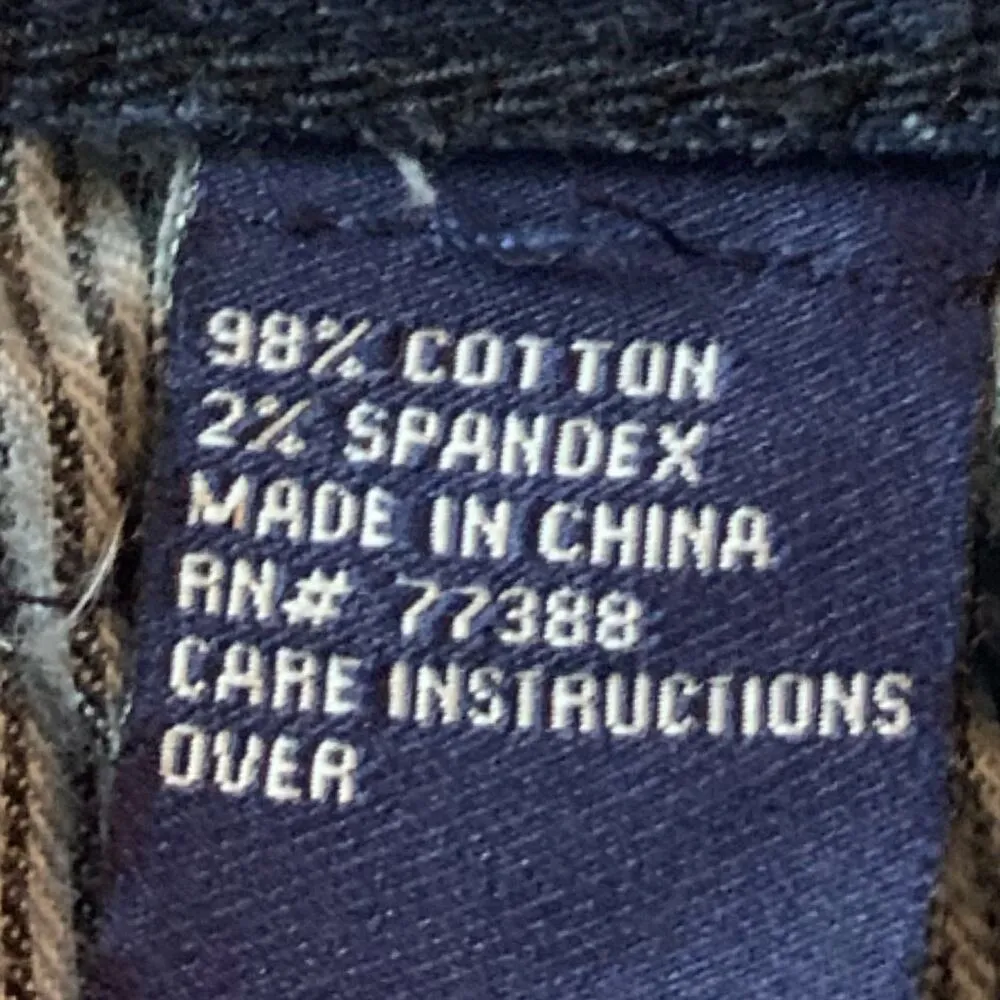 98% COTTON
2% SPANDEX
MADE IN CHINA
RN# 77388
CARE INSTRUCTIONS
OVER